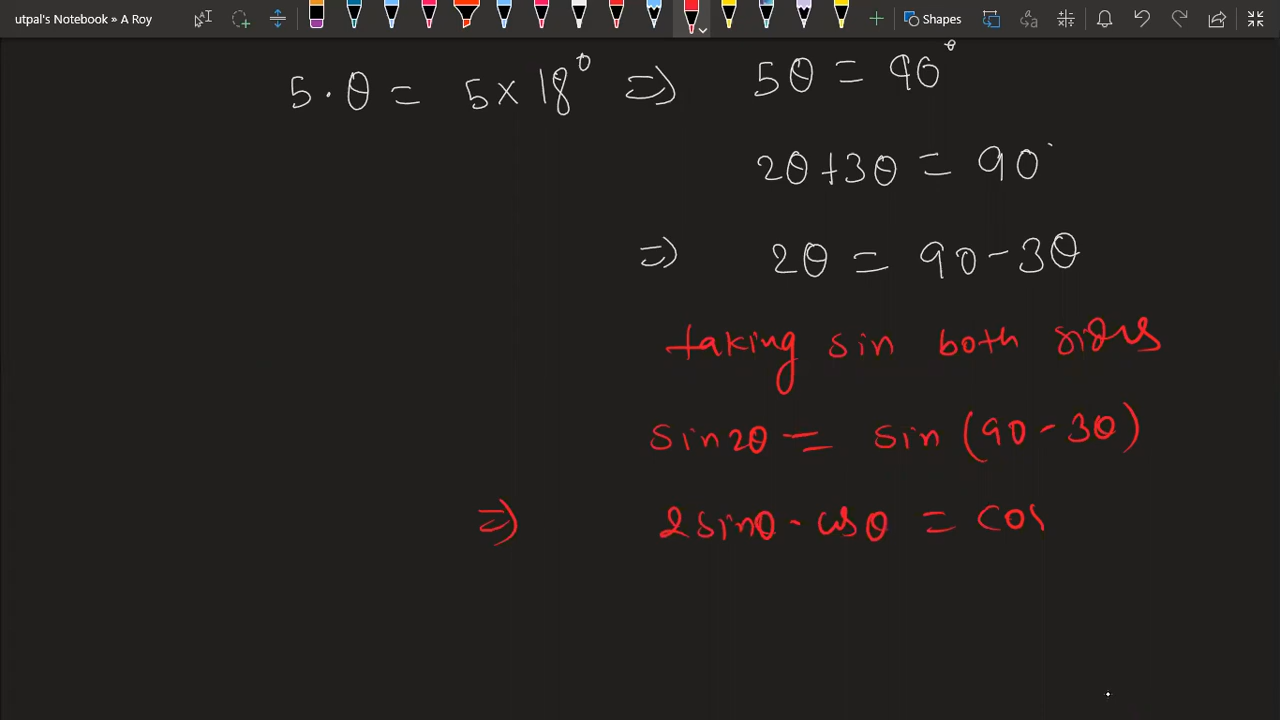 utpal's Notebook » A Roy
Shapes
5·θ = 5×18° ⇒ 5θ = 90°
2θ+3θ = 90°
⇒ 2θ = 90-3θ
taking sin both sides
sin2θ = sin (90-3θ)
⇒ 2sinθ·cosθ = cos